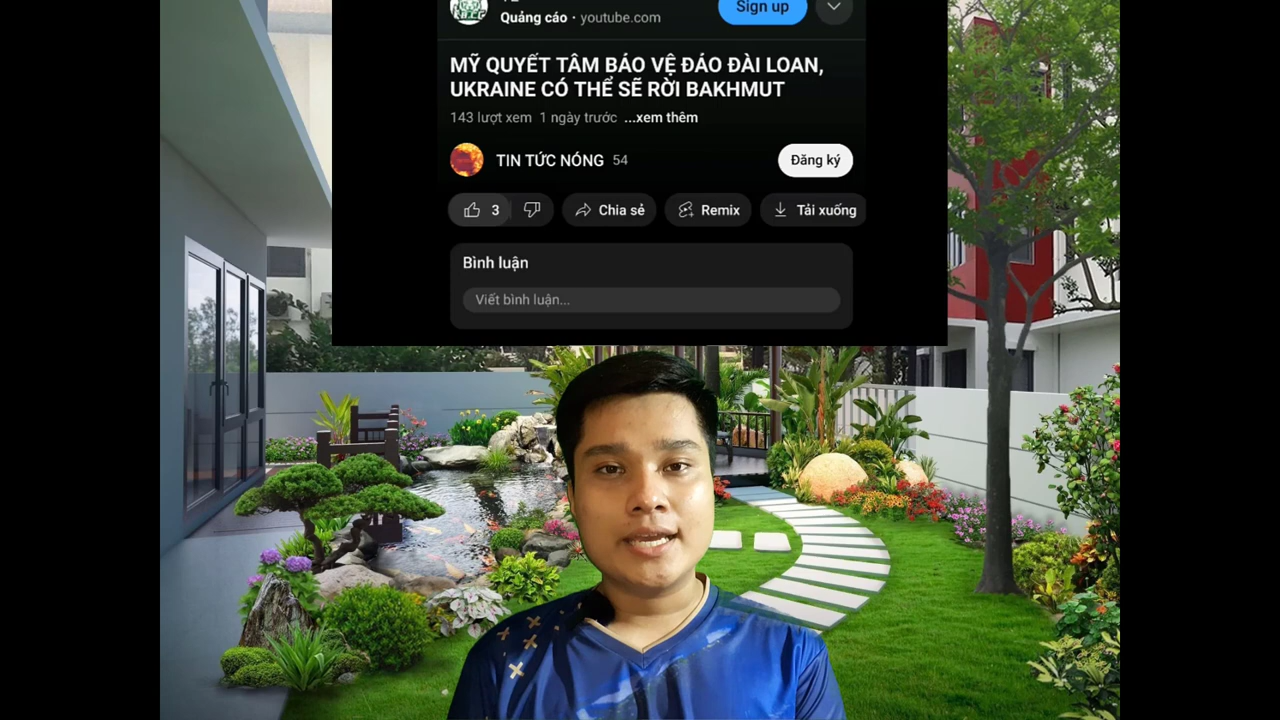 Quảng cáo · youtube.com
Sign up
MỸ QUYẾT TÂM BẢO VỆ ĐẢO ĐÀI LOAN,
UKRAINE CÓ THỂ SẼ RỜI BAKHMUT
143 lượt xem 1 ngày trước ...xem thêm
TIN TỨC NÓNG 54
Đăng ký
3
Chia sẻ
Remix
Tải xuống
Bình luận
Viết bình luận...